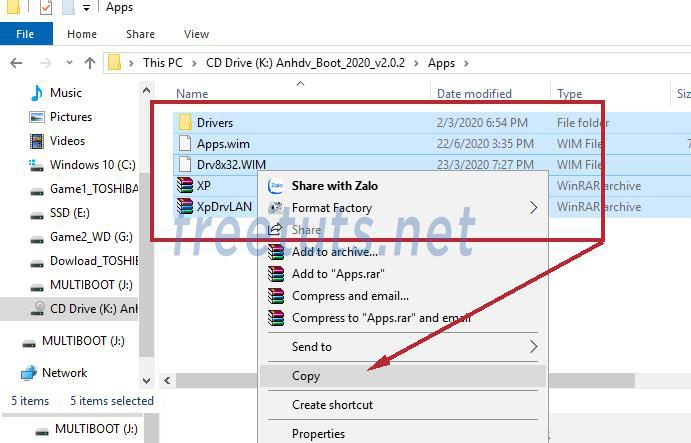 Apps
File Home Share View
This PC > CD Drive (K:) Anhdv_Boot_2020_v2.0.2 > Apps >
Name Date modified Type
Music
Pictures
Videos
Windows 10 (C:)
Game1_TOSHIBA
SSD (E:)
Game2_WD (G:)
Dowload_TOSHIB
MULTIBOOT (J:)
CD Drive (K:) Anh
MULTIBOOT (J:)
Network
Drivers 2/3/2020 6:54 PM File folder
Apps.wim 22/6/2020 3:35 PM WIM File
Drv8x32.WIM 23/3/2020 7:27 PM WIM File
XP WinRAR archive
XpDrvLAN WinRAR archive
Share with Zalo
Format Factory
Share
freetuts.net
Add to archive...
Add to "Apps.rar"
Compress and email...
Compress to "Apps.rar" and email
Send to
Copy
Create shortcut
Properties
5 items 5 items selected
MULTIBOOT (J:)